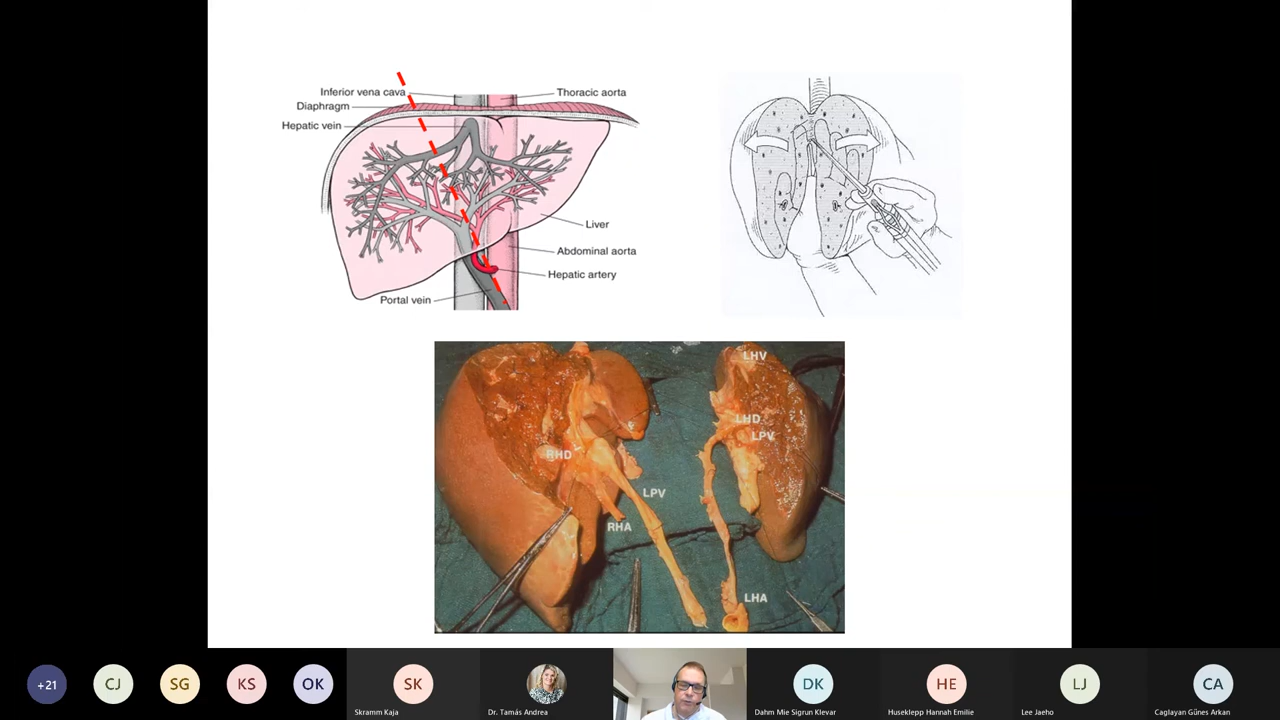 Inferior vena cava
Thoracic aorta
Diaphragm
Hepatic vein
Liver
Abdominal aorta
Hepatic artery
Portal vein
LHV
LHD
LPV
RHD
LPV
RHA
LHA
+21
CJ
SG
KS
OK
SK
DK
HE
LJ
CA
Skramm Kaja
Dr. Tamás Andrea
Dahm Mie Sigrun Klevar
Huseklepp Hannah Emilie
Lee Jaeho
Caglayan Günes Arkan